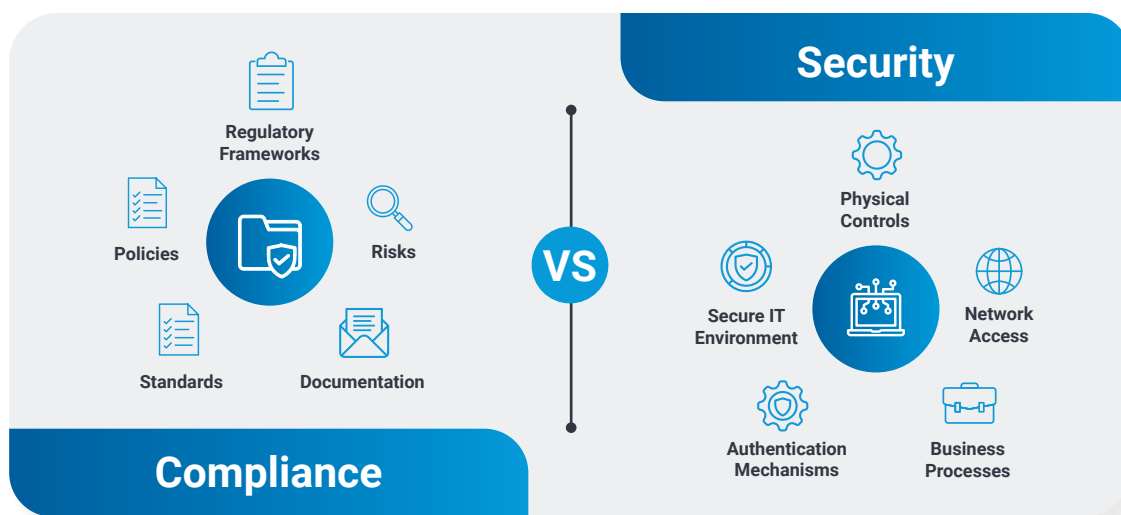 Regulatory
Frameworks
Policies
Risks
Standards
Documentation
Compliance
VS
Security
Physical
Controls
Secure IT
Environment
Network
Access
Authentication
Mechanisms
Business
Processes